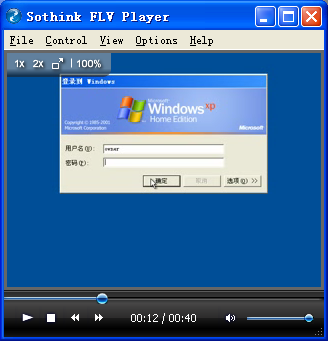 Sothink FLV Player
File Control View Options Help
1x 2x 100%
登录到 Windows
Microsoft
Windows xp
Home Edition
Copyright © 1985-2001
Microsoft Corporation
Microsoft
用户名(U): owner
密码(P):
确定 取消 选项(O) >>
00:12 / 00:40